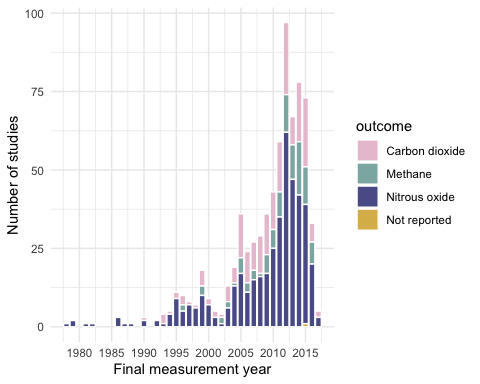 100
75
50
25
0
Number of studies
1980 1985 1990 1995 2000 2005 2010 2015
Final measurement year
outcome
Carbon dioxide
Methane
Nitrous oxide
Not reported